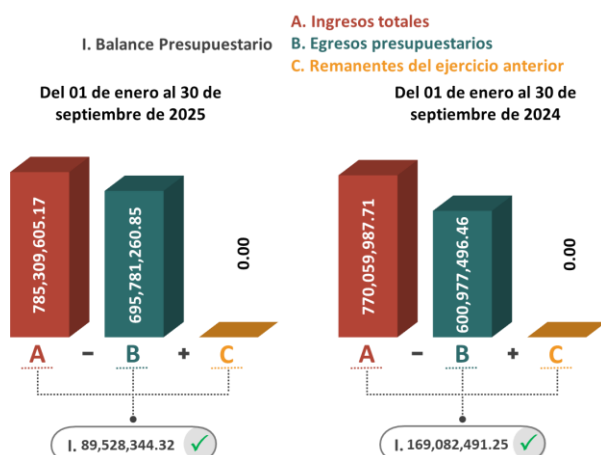 I. Balance Presupuestario
A. Ingresos totales
B. Egresos presupuestarios
C. Remanentes del ejercicio anterior
Del 01 de enero al 30 de
septiembre de 2025
785,309,605.17
695,781,260.85
0.00
A − B + C
I. 89,528,344.32
Del 01 de enero al 30 de
septiembre de 2024
770,059,987.71
600,977,496.46
0.00
A − B + C
I. 169,082,491.25